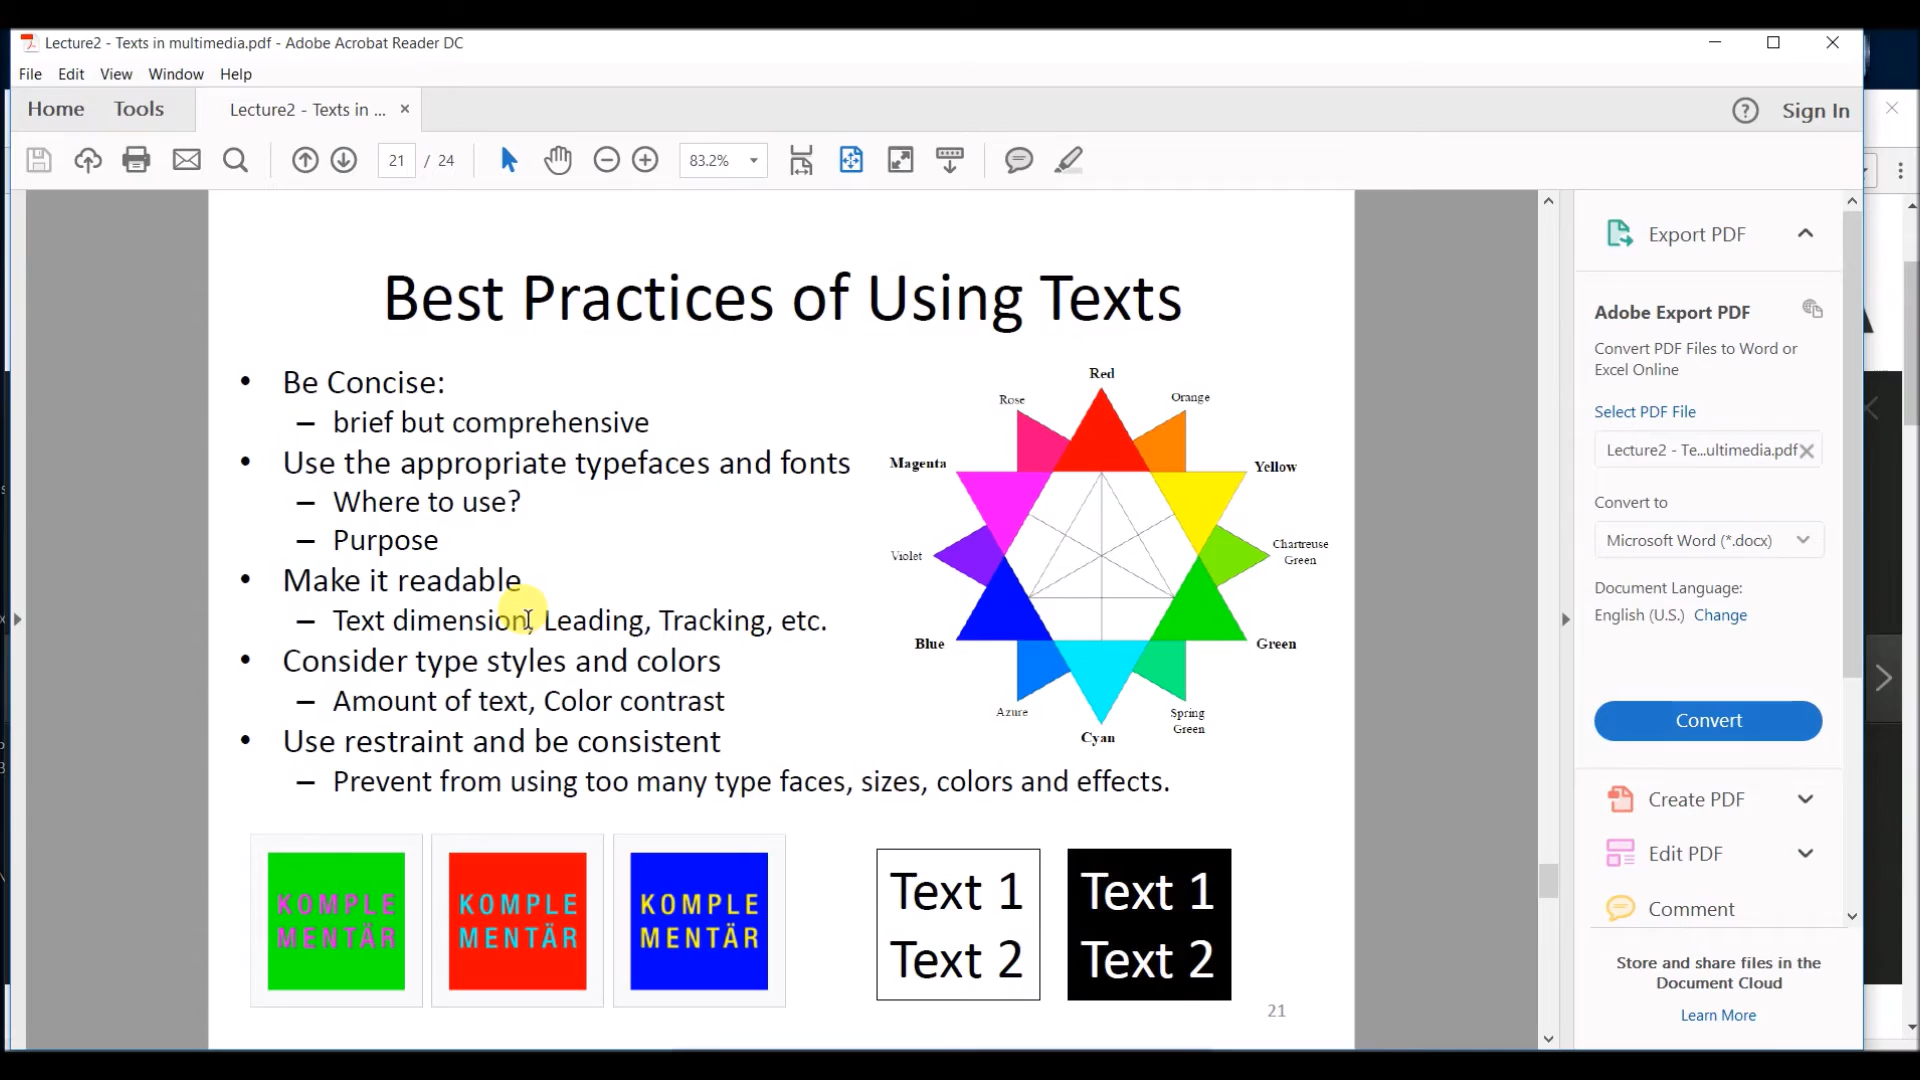 Lecture2 - Texts in multimedia.pdf - Adobe Acrobat Reader DC
File Edit View Window Help
Home Tools Lecture2 - Texts in ... × Sign In
21 / 24 83.2%
Best Practices of Using Texts
• Be Concise:
– brief but comprehensive
• Use the appropriate typefaces and fonts
– Where to use?
– Purpose
• Make it readable
– Text dimension, Leading, Tracking, etc.
• Consider type styles and colors
– Amount of text, Color contrast
• Use restraint and be consistent
– Prevent from using too many type faces, sizes, colors and effects.
Red
Rose
Orange
Magenta
Yellow
Violet
Chartreuse
Green
Blue
Green
Azure
Spring
Green
Cyan
KOMPLE
MENTÄR
KOMPLE
MENTÄR
KOMPLE
MENTÄR
Text 1
Text 2
Text 1
Text 2
21
Export PDF
Adobe Export PDF
Convert PDF Files to Word or
Excel Online
Select PDF File
Lecture2 - Te...ultimedia.pdf
Convert to
Microsoft Word (*.docx)
Document Language:
English (U.S.) Change
Convert
Create PDF
Edit PDF
Comment
Store and share files in the
Document Cloud
Learn More